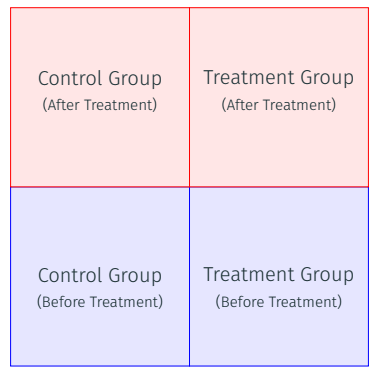 Control Group
(After Treatment)
Treatment Group
(After Treatment)
Control Group
(Before Treatment)
Treatment Group
(Before Treatment)